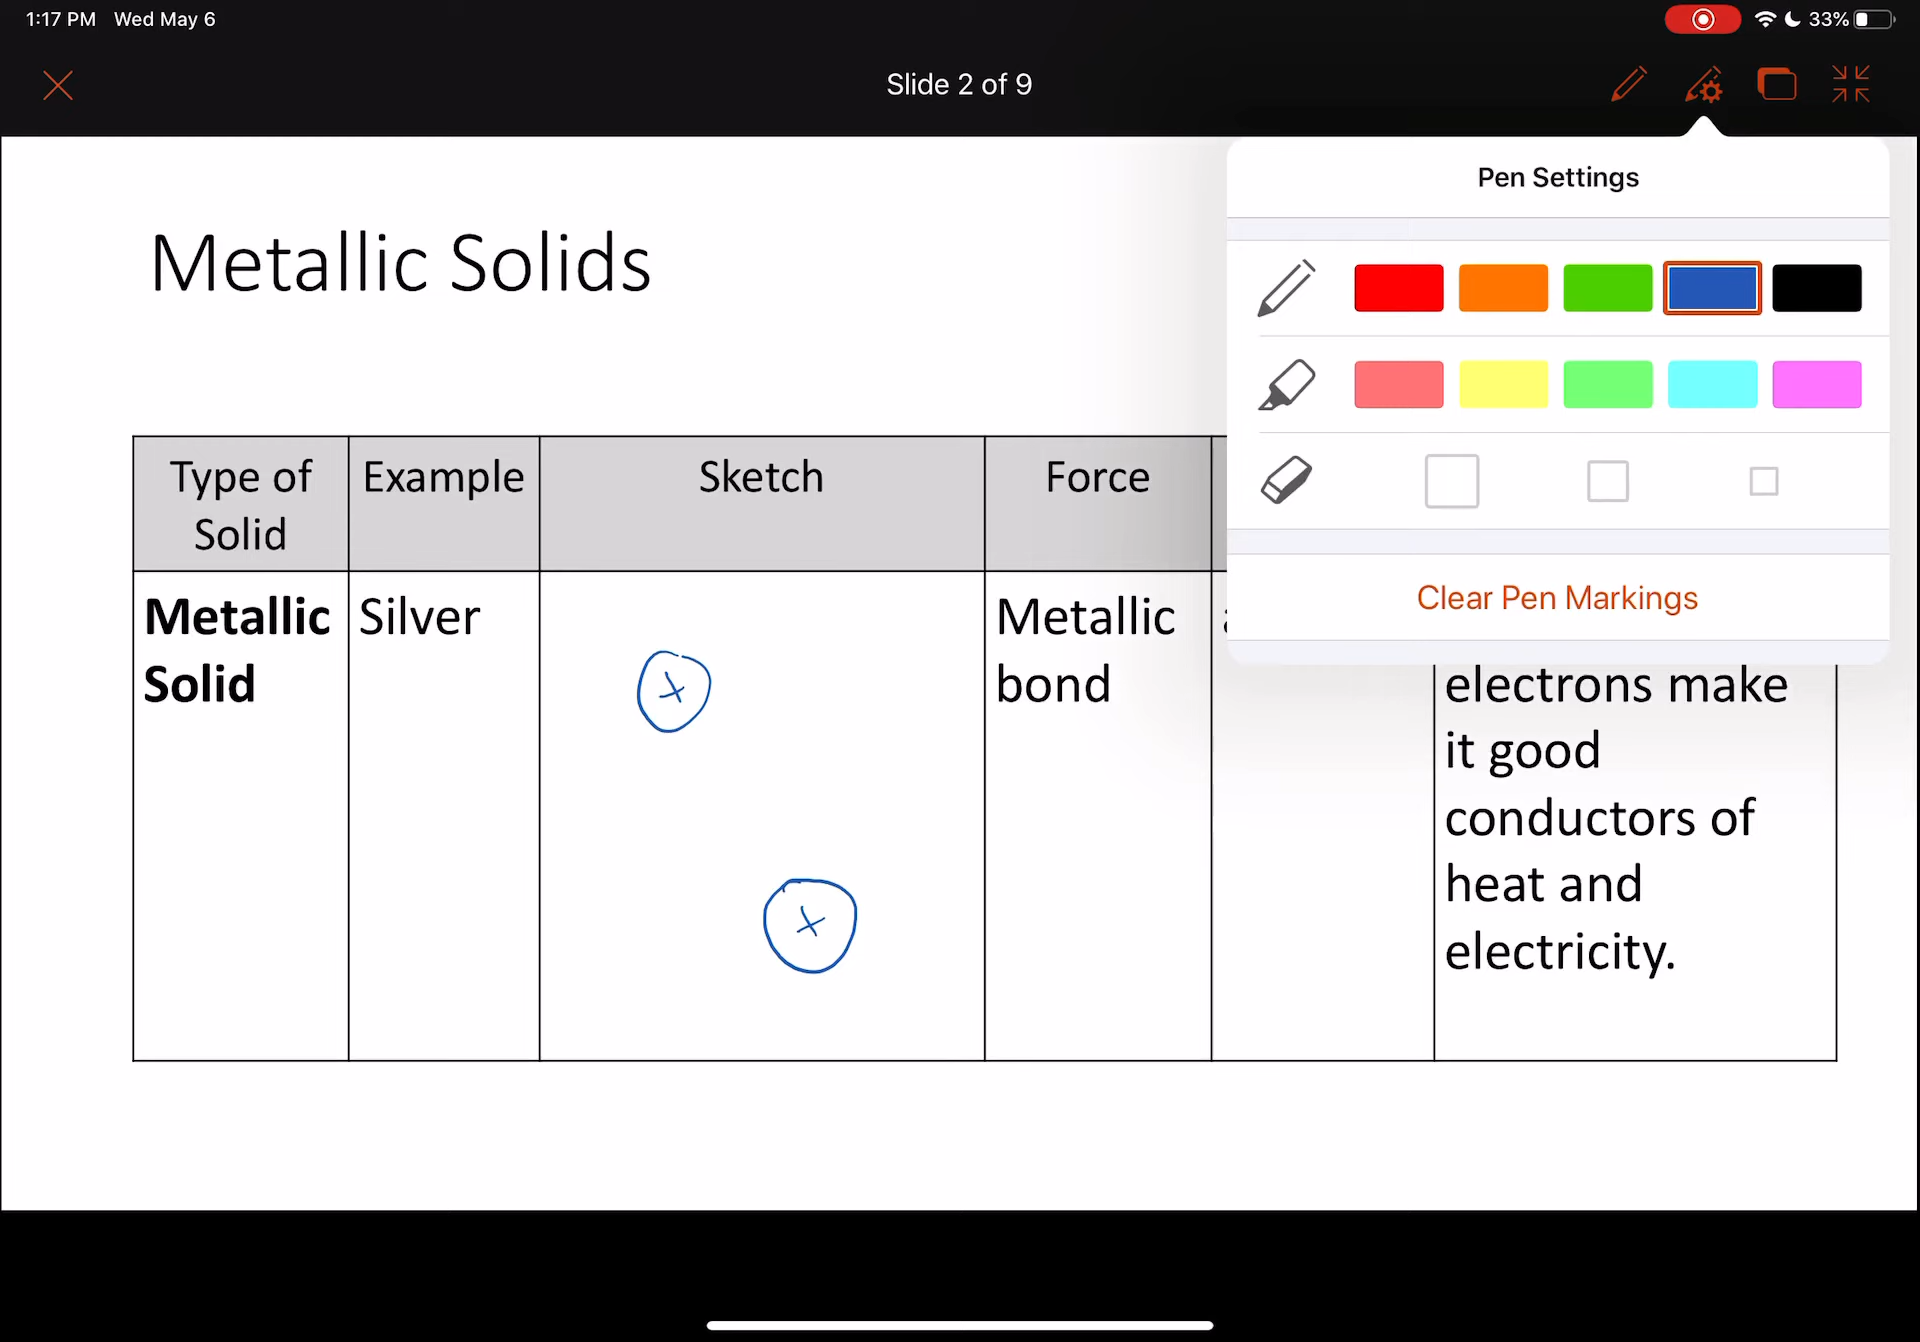 1:17 PM Wed May 6
33%
Slide 2 of 9
Pen Settings
Clear Pen Markings
Metallic Solids
Type of
Solid
Example
Sketch
Force
Metallic
Solid
Silver
+
+
Metallic
bond
electrons make
it good
conductors of
heat and
electricity.